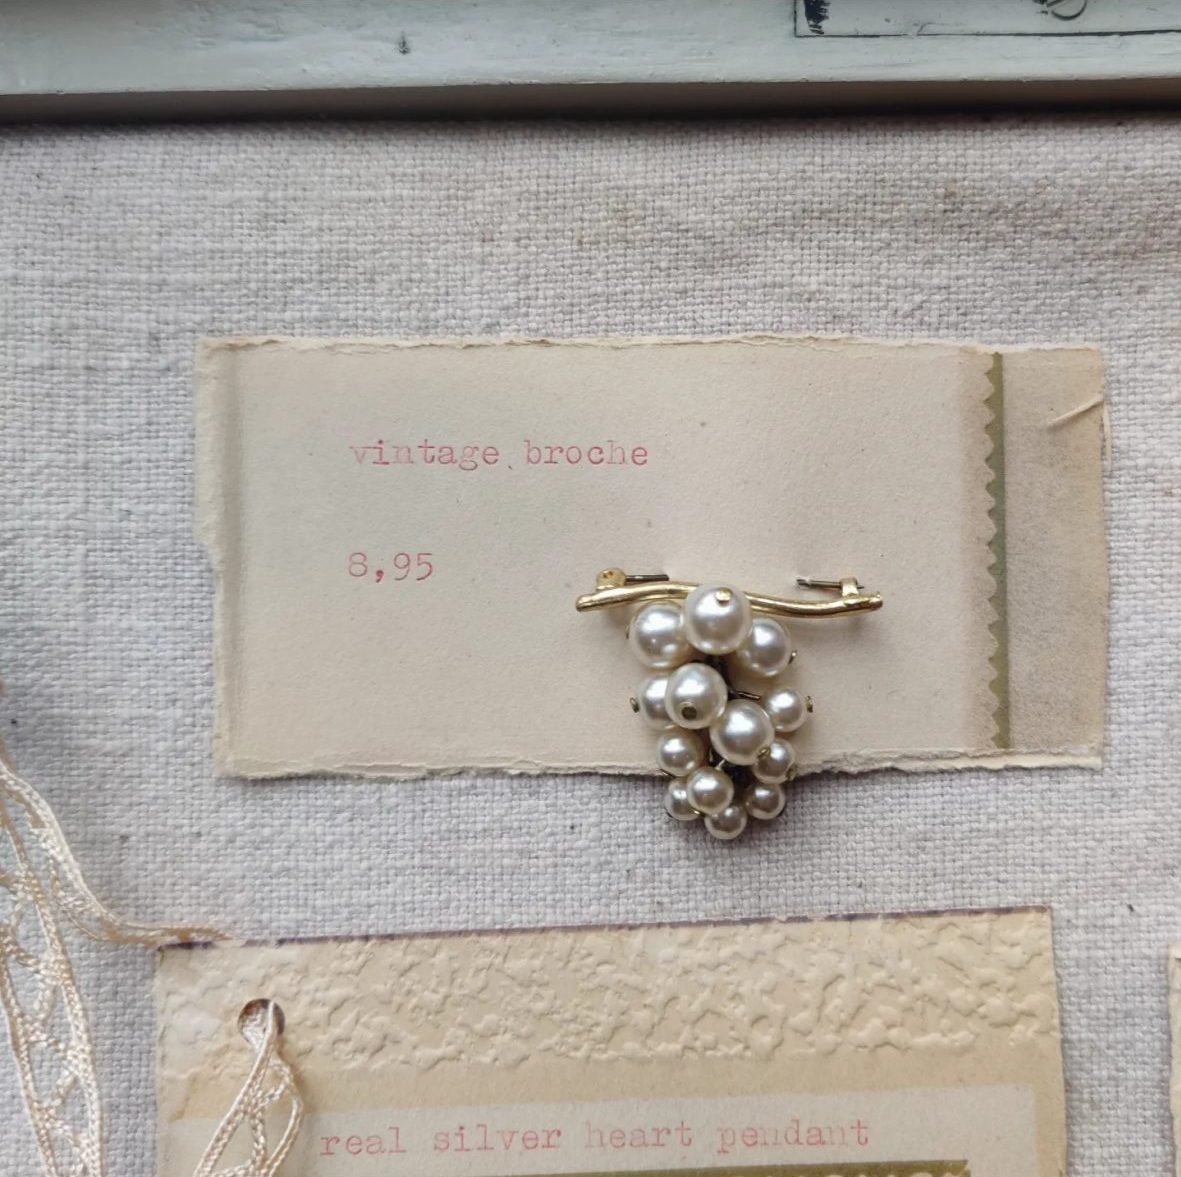 vintage broche
8,95
real silver heart pendant